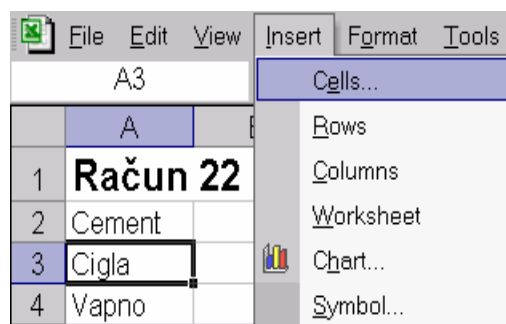 File Edit View Insert Format Tools
A3
Cells...
A
Rows
1 Račun 22
Columns
2 Cement
Worksheet
3 Cigla
Chart...
4 Vapno
Symbol...